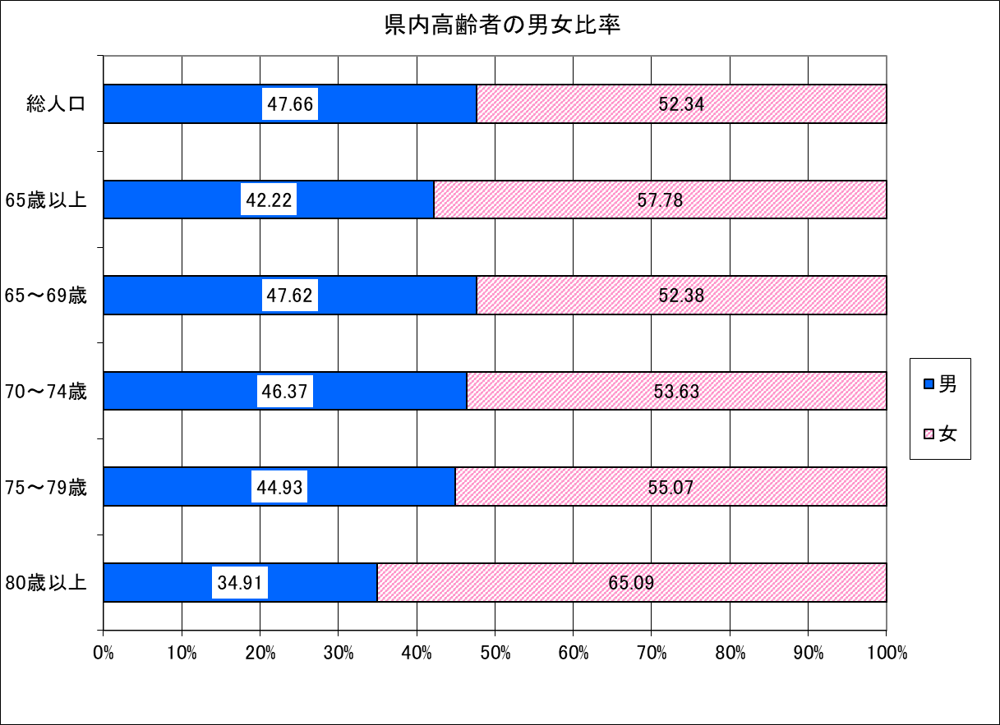 県内高齢者の男女比率
総人口 47.66 52.34
65歳以上 42.22 57.78
65～69歳 47.62 52.38
70～74歳 46.37 53.63
75～79歳 44.93 55.07
80歳以上 34.91 65.09
0% 10% 20% 30% 40% 50% 60% 70% 80% 90% 100%
男
女